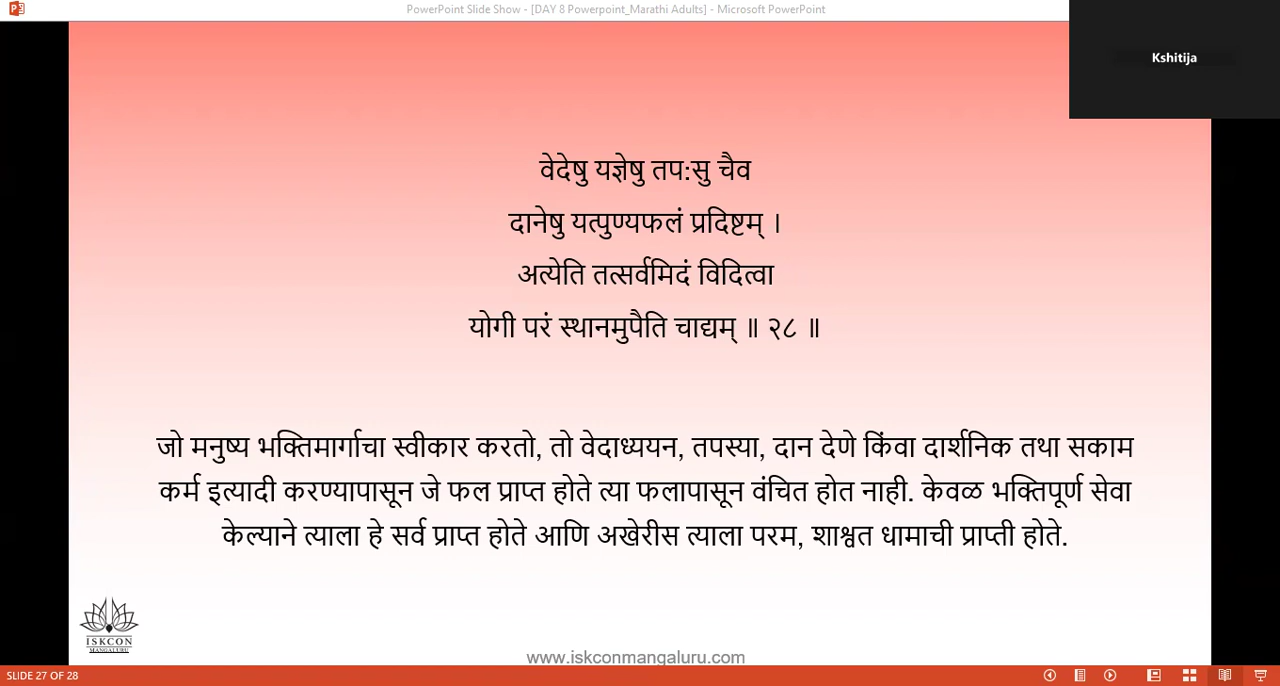 PowerPoint Slide Show - [DAY 8 Powerpoint_Marathi Adults] - Microsoft PowerPoint
Kshitija
वेदेषु यज्ञेषु तप:सु चैव
दानेषु यत्पुण्यफलं प्रदिष्टम् ।
अत्येति तत्सर्वमिदं विदित्वा
योगी परं स्थानमुपैति चाद्यम् ॥ २८ ॥
जो मनुष्य भक्तिमार्गाचा स्वीकार करतो, तो वेदाध्ययन, तपस्या, दान देणे किंवा दार्शनिक तथा सकाम
कर्म इत्यादी करण्यापासून जे फल प्राप्त होते त्या फलापासून वंचित होत नाही. केवळ भक्तिपूर्ण सेवा
केल्याने त्याला हे सर्व प्राप्त होते आणि अखेरीस त्याला परम, शाश्वत धामाची प्राप्ती होते.
ISKCON
MANGALURU
www.iskconmangaluru.com
SLIDE 27 OF 28